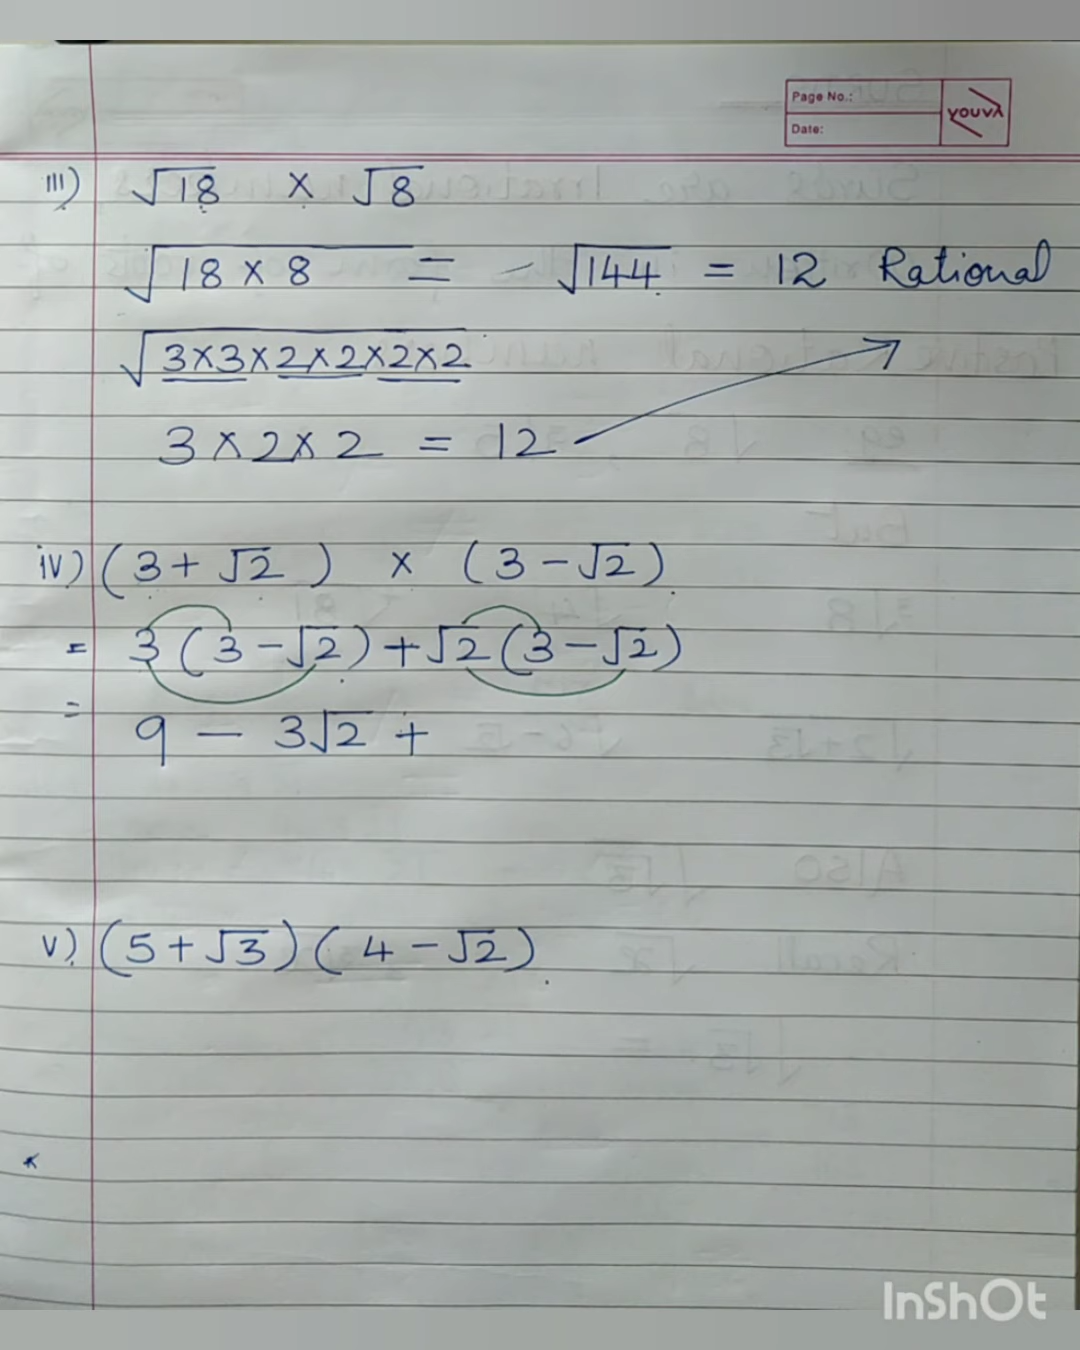 Page No.:
Date:
YOUVA
III) √18 × √8
√18 × 8 = √144 = 12 Rational
√3×3×2×2×2×2
3 × 2 × 2 = 12
iv) (3 + √2) × (3 - √2)
= 3 (3 - √2) + √2 (3 - √2)
= 9 - 3√2 +
v) (5 + √3) (4 - √2)
InShOt